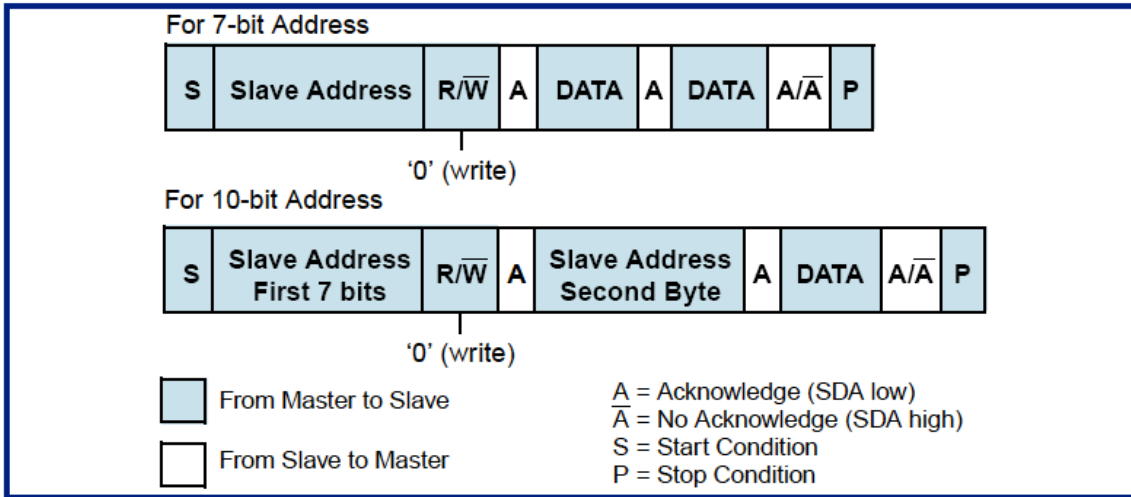 For 7-bit Address
S Slave Address R/W̅ A DATA A DATA A/A̅ P
‘0’ (write)
For 10-bit Address
S Slave Address First 7 bits R/W̅ A Slave Address Second Byte A DATA A/A̅ P
‘0’ (write)
From Master to Slave
From Slave to Master
A = Acknowledge (SDA low)
A̅ = No Acknowledge (SDA high)
S = Start Condition
P = Stop Condition